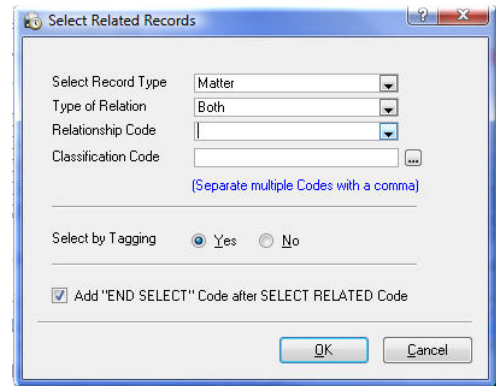 Select Related Records
Select Record Type Matter
Type of Relation Both
Relationship Code
Classification Code ...
(Separate multiple Codes with a comma)
Select by Tagging Yes No
Add "END SELECT" Code after SELECT RELATED Code
OK Cancel